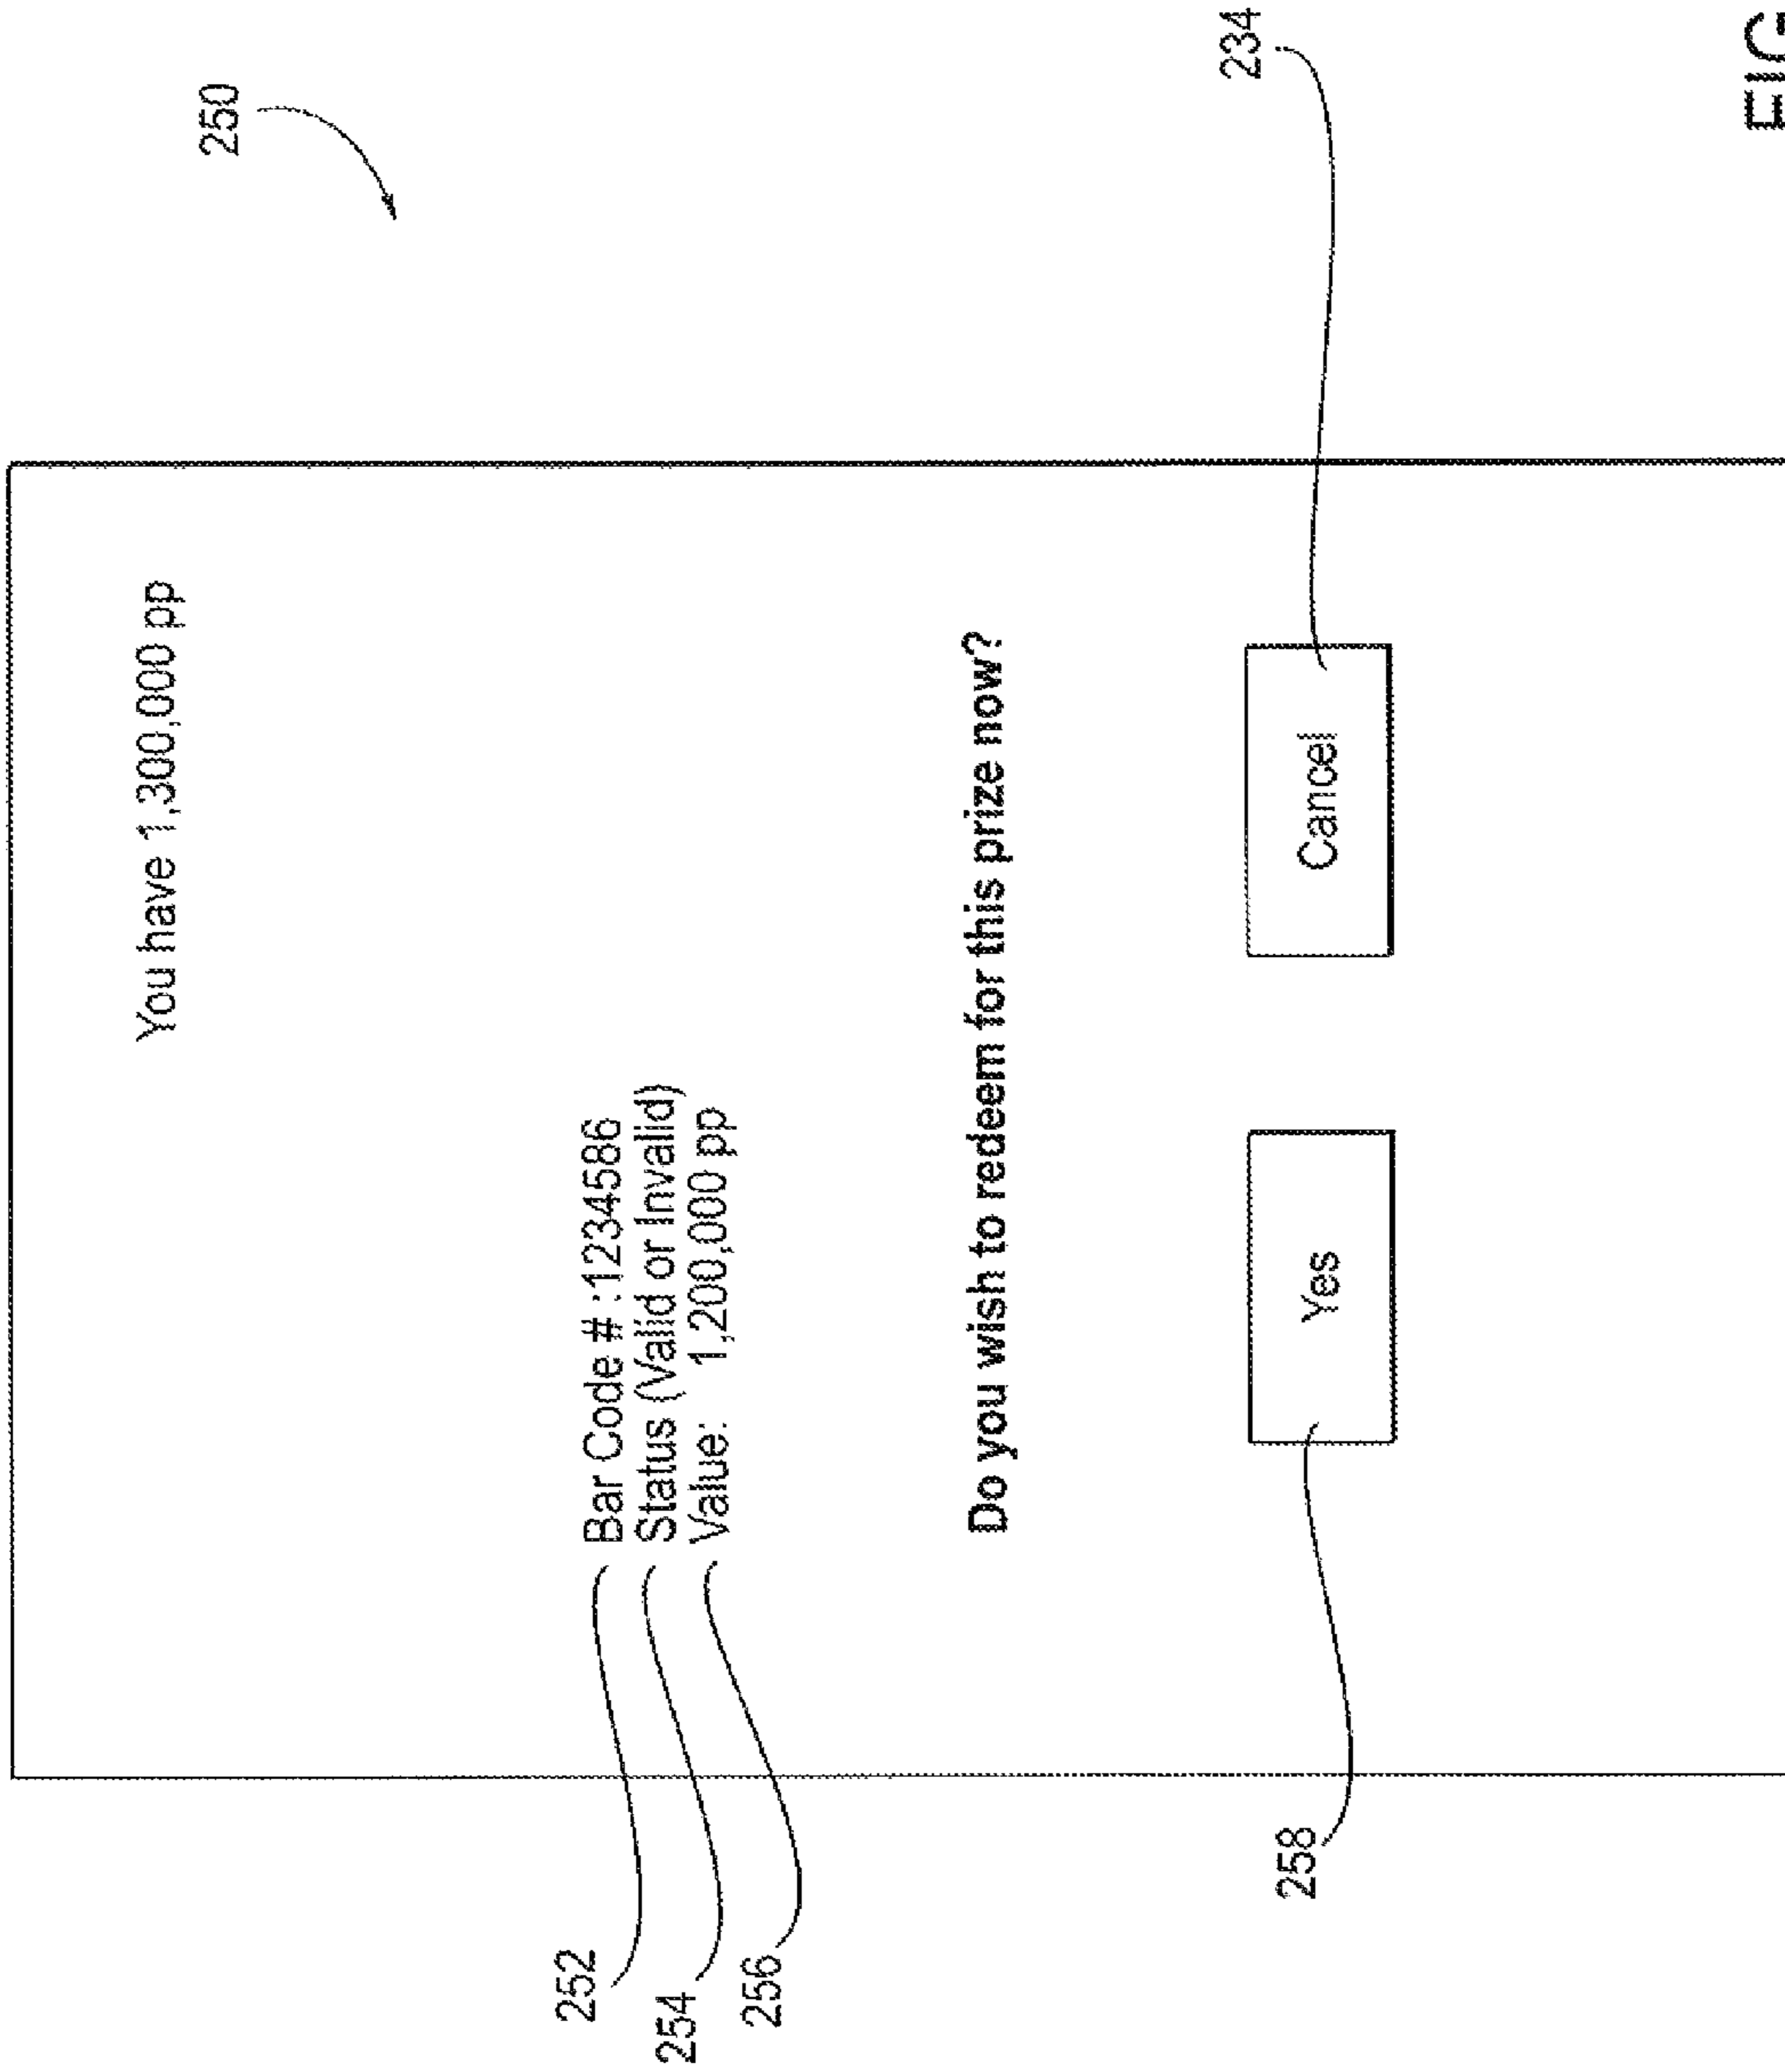 250
You have 1,300,000 pp
252
Bar Code # :1234586
254
Status (Valid or Invalid)
256
Value: 1,200,000 pp
Do you wish to redeem for this prize now?
258
Yes
Cancel
234
FIG